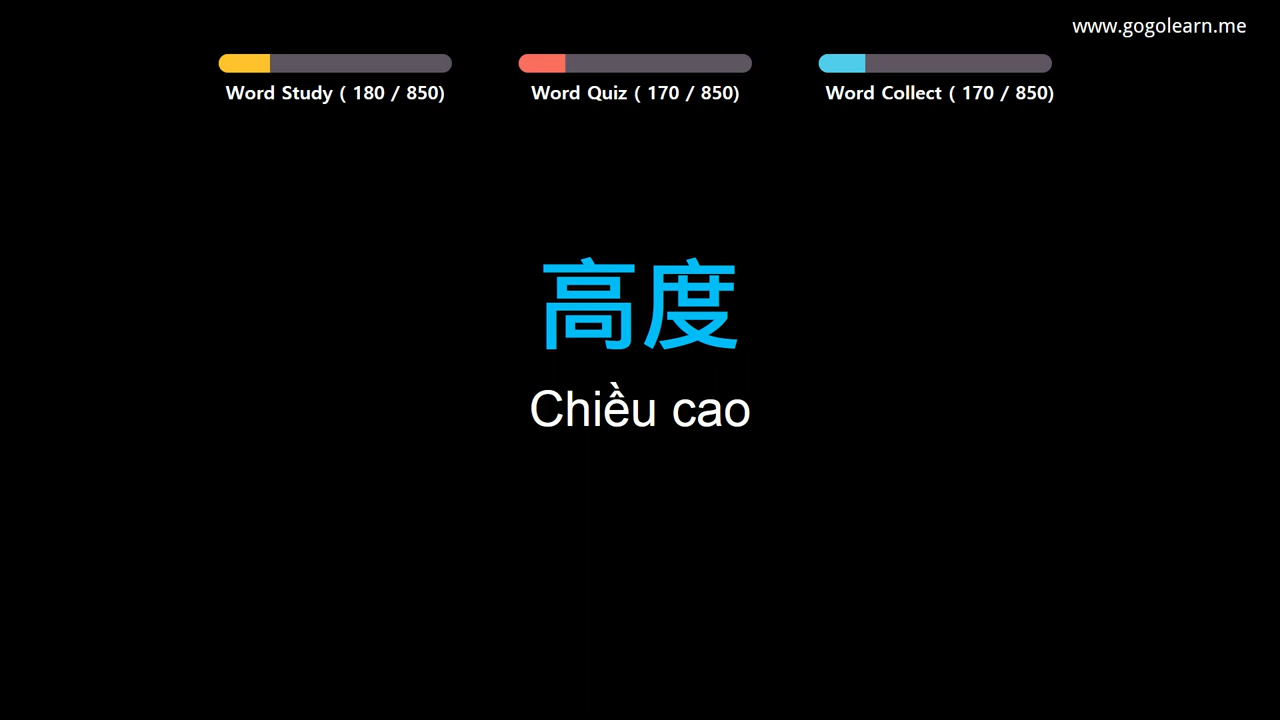 www.gogolearn.me
Word Study ( 180 / 850)
Word Quiz ( 170 / 850)
Word Collect ( 170 / 850)
高度
Chiều cao